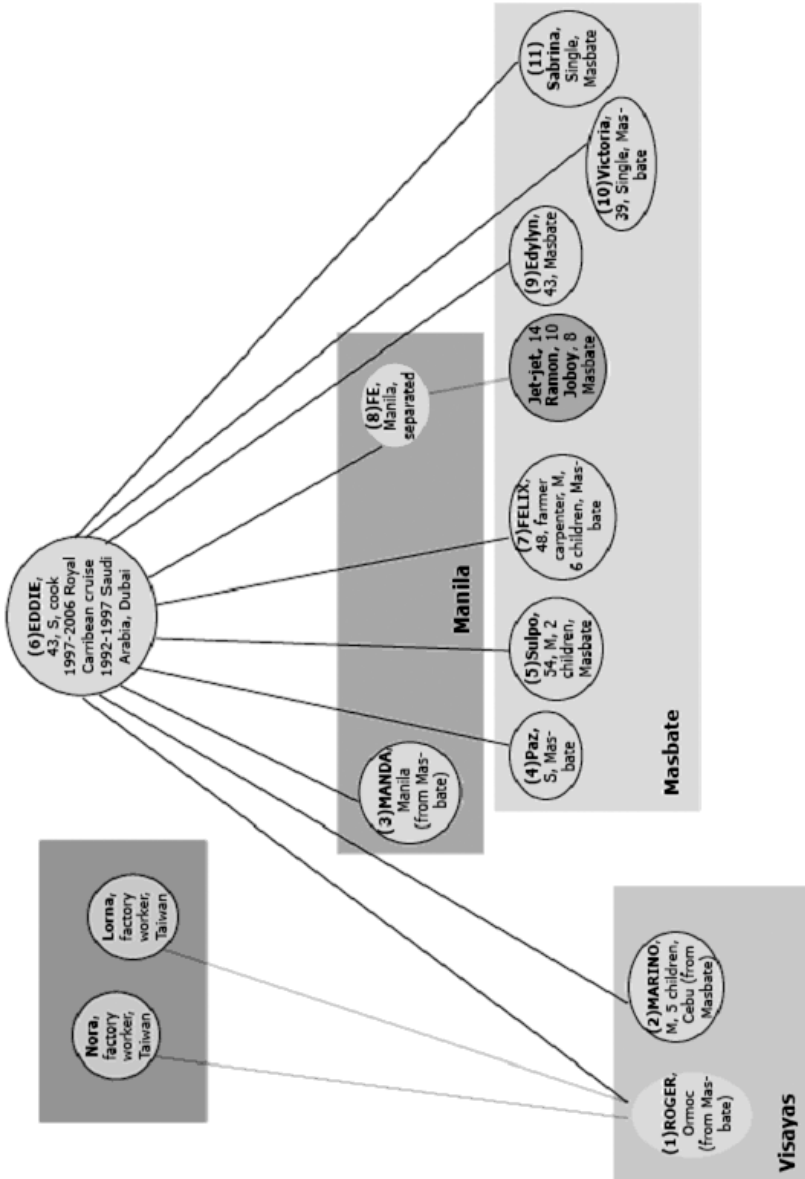 (6)EDDIE,
43, S, cook
1997-2006 Royal
Carribean cruise
1992-1997 Saudi
Arabia, Dubai
Nora,
factory
worker,
Taiwan
Lorna,
factory
worker,
Taiwan
(3)MANDA,
Manila
(from Mas-
bate)
(8)FE,
Manila,
separated
Manila
(1)ROGER,
Ormoc
(from Mas-
bate)
(2)MARINO,
M, 5 children,
Cebu (from
Masbate)
Visayas
(4)Paz,
S, Mas-
bate
(5)Sulpo,
54, M, 2
children,
Masbate
(7)FELIX,
48, farmer
carpenter, M,
6 children, Mas-
bate
Jet-jet, 14
Ramon, 10
Joboy, 8
Masbate
(9)Edylyn,
43, Masbate
(10)Victoria,
39, Single, Mas-
bate
(11)
Sabrina,
Single,
Masbate
Masbate